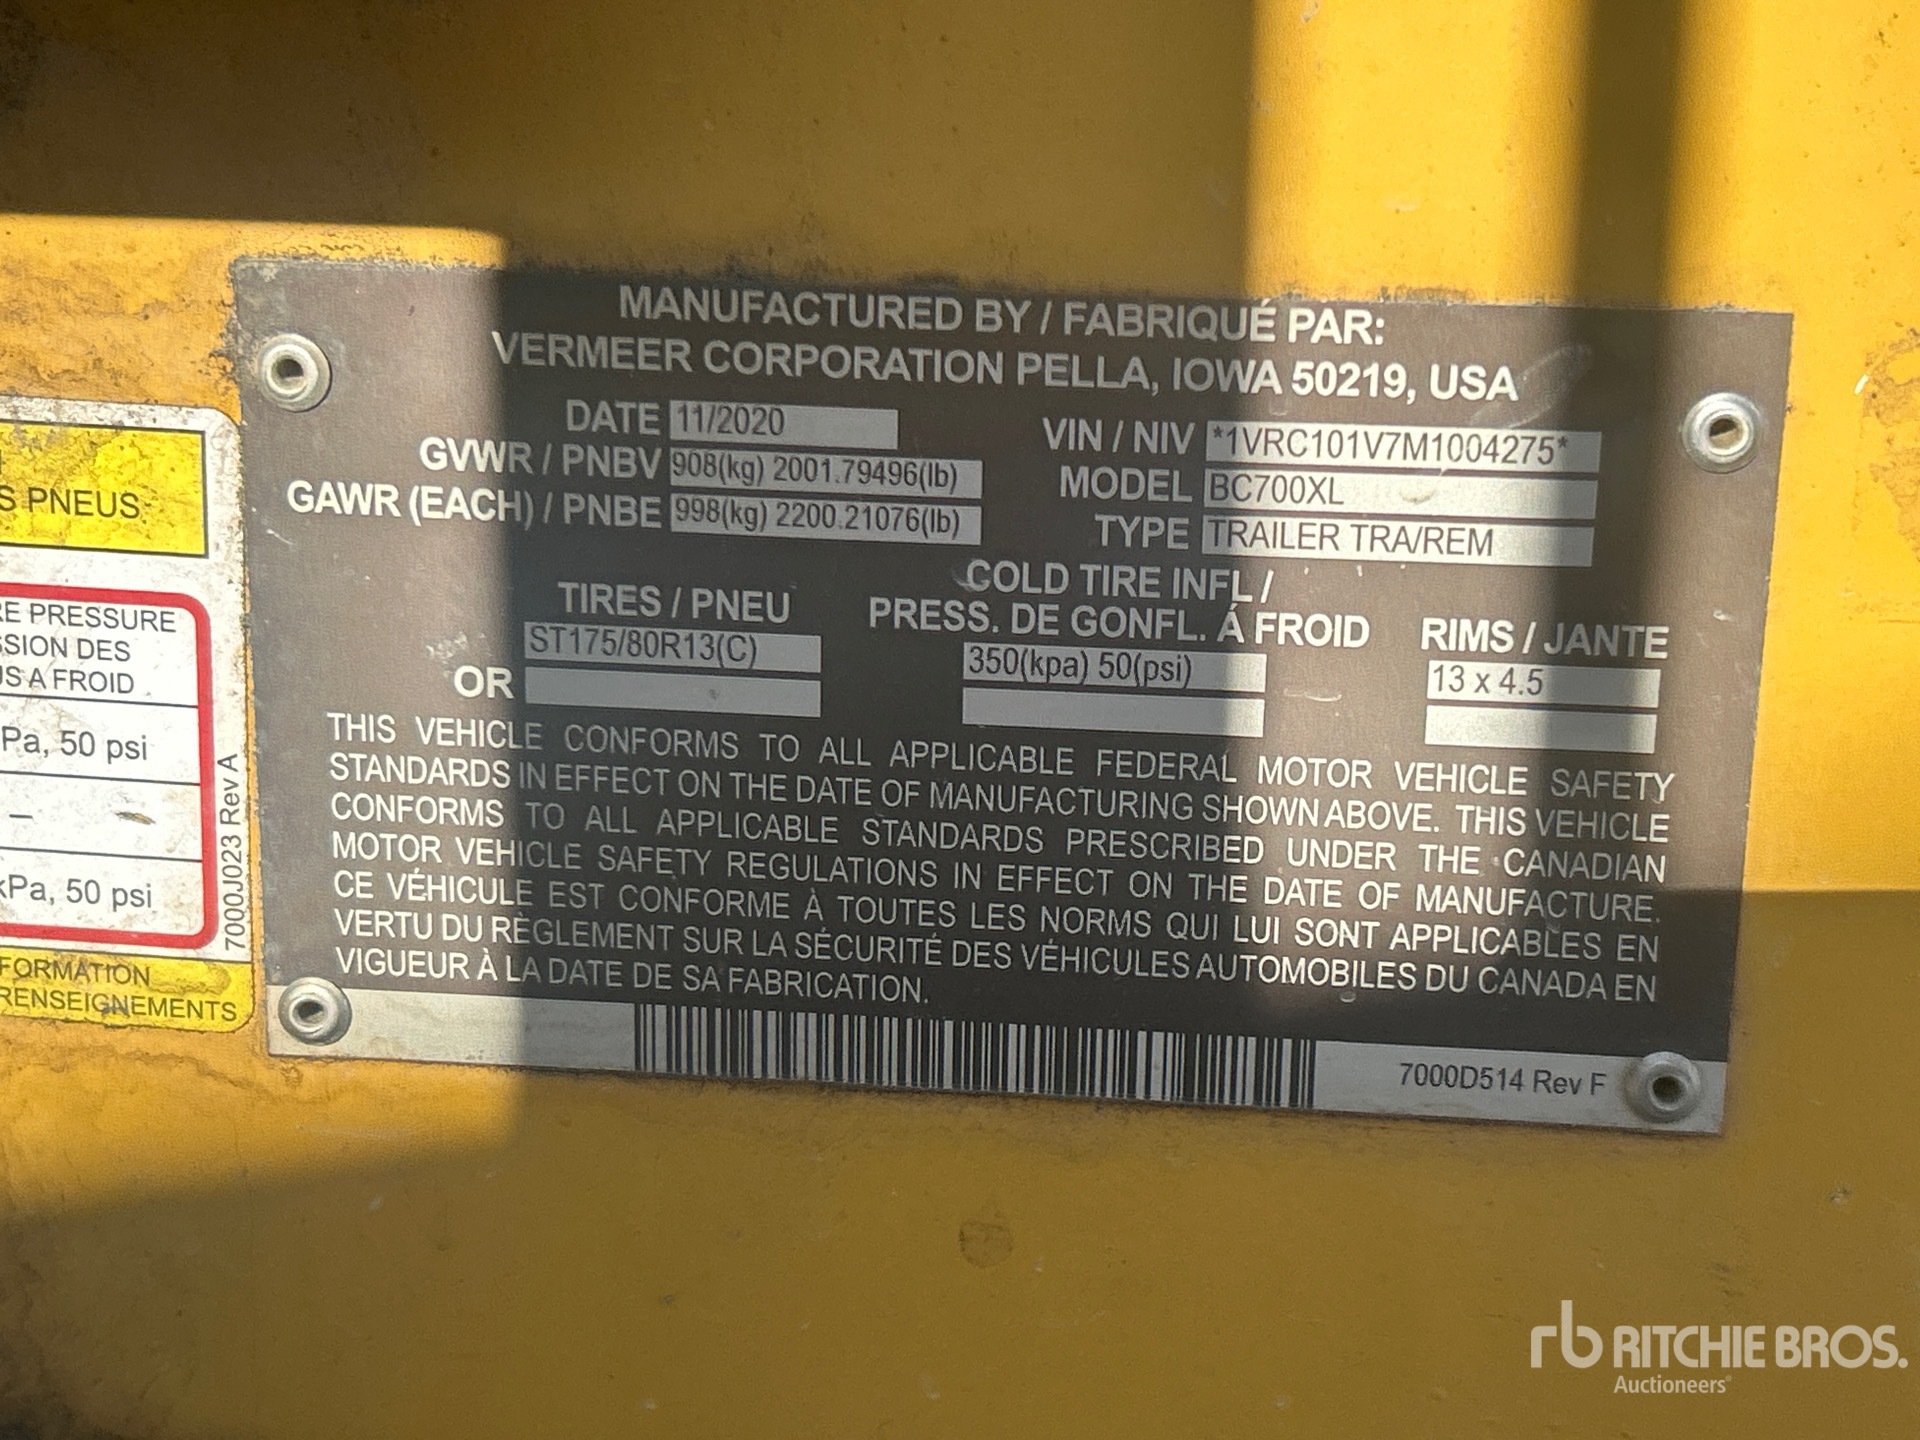 MANUFACTURED BY / FABRIQUÉ PAR:
VERMEER CORPORATION PELLA, IOWA 50219, USA
DATE 11/2020
GVWR / PNBV 908(kg) 2001.79496(lb)
GAWR (EACH) / PNBE 998(kg) 2200.21076(lb)
VIN / NIV *1VRC101V7M1004275*
MODEL BC700XL
TYPE TRAILER TRA/REM
TIRES / PNEU
ST175/80R13(C)
OR
COLD TIRE INFL /
PRESS. DE GONFL. Á FROID
350(kpa) 50(psi)
RIMS / JANTE
13 x 4.5
THIS VEHICLE CONFORMS TO ALL APPLICABLE FEDERAL MOTOR VEHICLE SAFETY
STANDARDS IN EFFECT ON THE DATE OF MANUFACTURING SHOWN ABOVE. THIS VEHICLE
CONFORMS TO ALL APPLICABLE STANDARDS PRESCRIBED UNDER THE CANADIAN
MOTOR VEHICLE SAFETY REGULATIONS IN EFFECT ON THE DATE OF MANUFACTURE.
CE VÉHICULE EST CONFORME À TOUTES LES NORMS QUI LUI SONT APPLICABLES EN
VERTU DU RÈGLEMENT SUR LA SÉCURITÉ DES VÉHICULES AUTOMOBILES DU CANADA EN
VIGUEUR À LA DATE DE SA FABRICATION.
7000D514 Rev F
S PNEUS
RE PRESSURE
SSION DES
US A FROID
Pa, 50 psi
–
kPa, 50 psi
7000J023 Rev A
FORMATION
RENSEIGNEMENTS
rb RITCHIE BROS.
Auctioneers